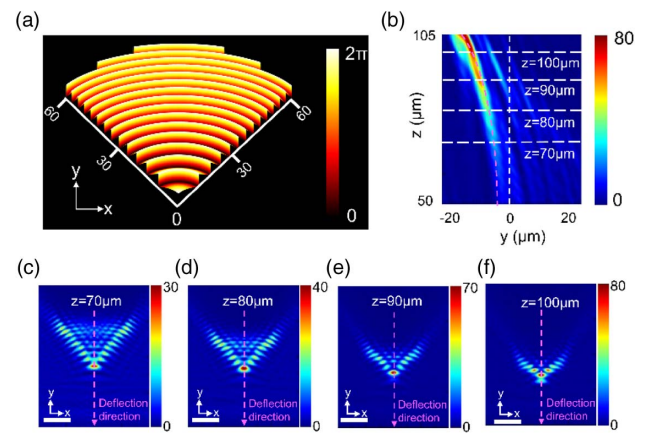 (a)
2π
0
60
30
0
30
60
y
x
(b)
105
z (μm)
50
z=100μm
z=90μm
z=80μm
z=70μm
-20
0
20
y (μm)
80
0
(c)
z=70μm
30
0
y
x
Deflection
direction
(d)
z=80μm
40
0
y
x
Deflection
direction
(e)
z=90μm
70
0
y
x
Deflection
direction
(f)
z=100μm
80
0
y
x
Deflection
direction